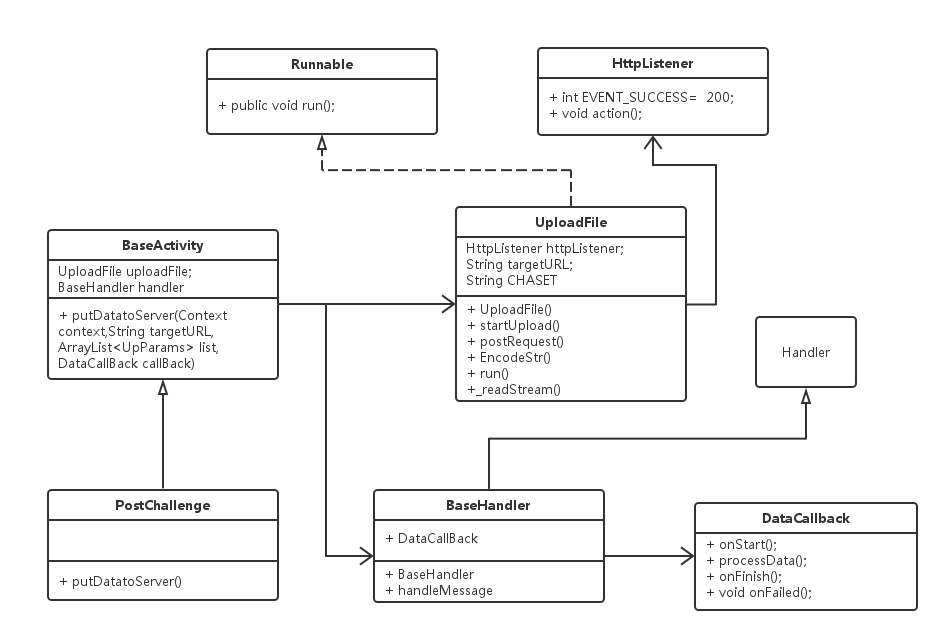 Runnable
+ public void run();
HttpListener
+ int EVENT_SUCCESS= 200;
+ void action();
UploadFile
HttpListener httpListener;
String targetURL;
String CHASET
+ UploadFile()
+ startUpload()
+ postRequest()
+ EncodeStr()
+ run()
+_readStream()
BaseActivity
UploadFile uploadFile;
BaseHandler handler
+ putDatatoServer(Context
context,String targetURL,
ArrayList<UpParams> list,
DataCallBack callBack)
Handler
PostChallenge
+ putDatatoServer()
BaseHandler
+ DataCallBack
+ BaseHandler
+ handleMessage
DataCallback
+ onStart();
+ processData();
+ onFinish();
+ void onFailed();